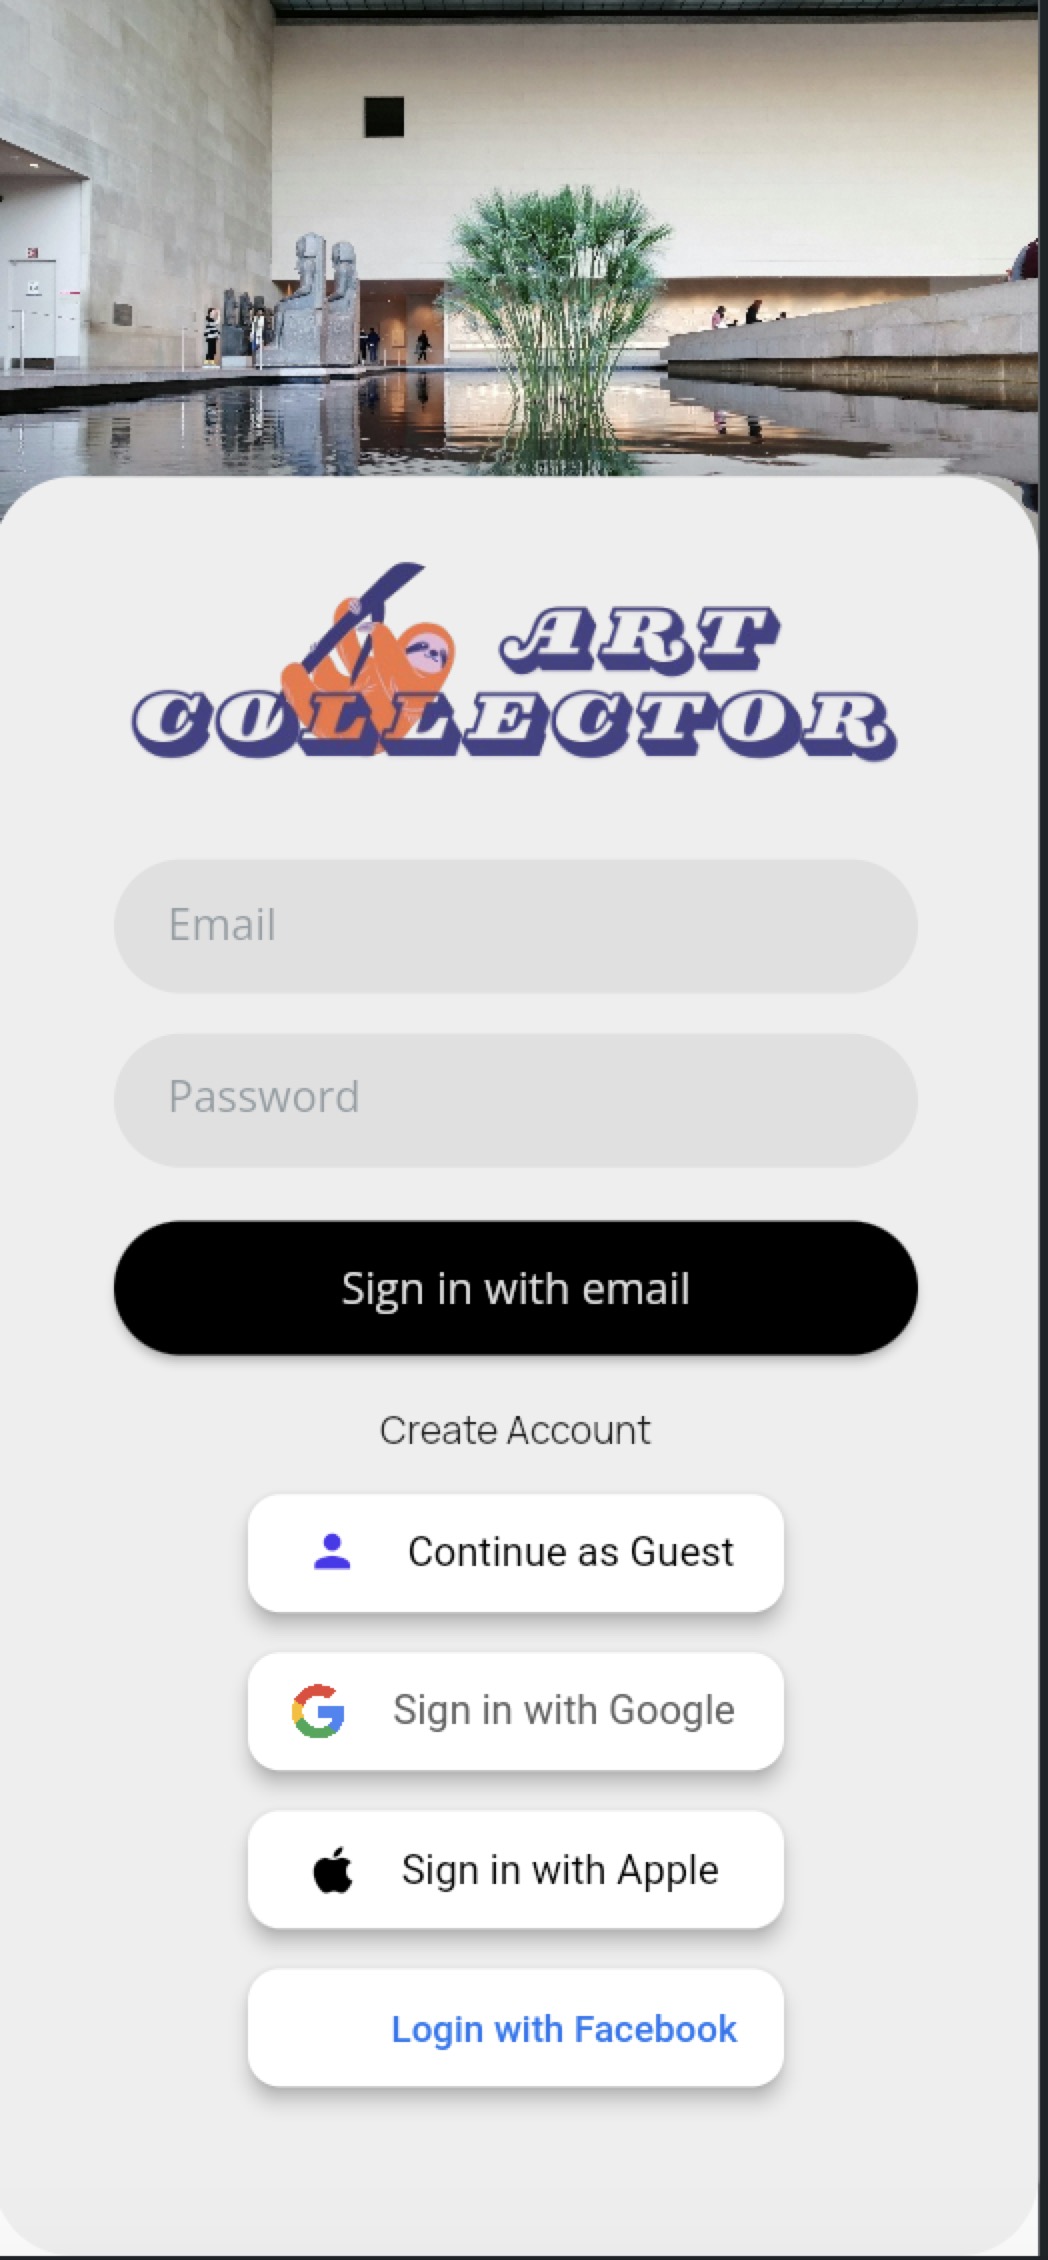 ART
COLLECTOR
Email
Password
Sign in with email
Create Account
Continue as Guest
Sign in with Google
Sign in with Apple
Login with Facebook